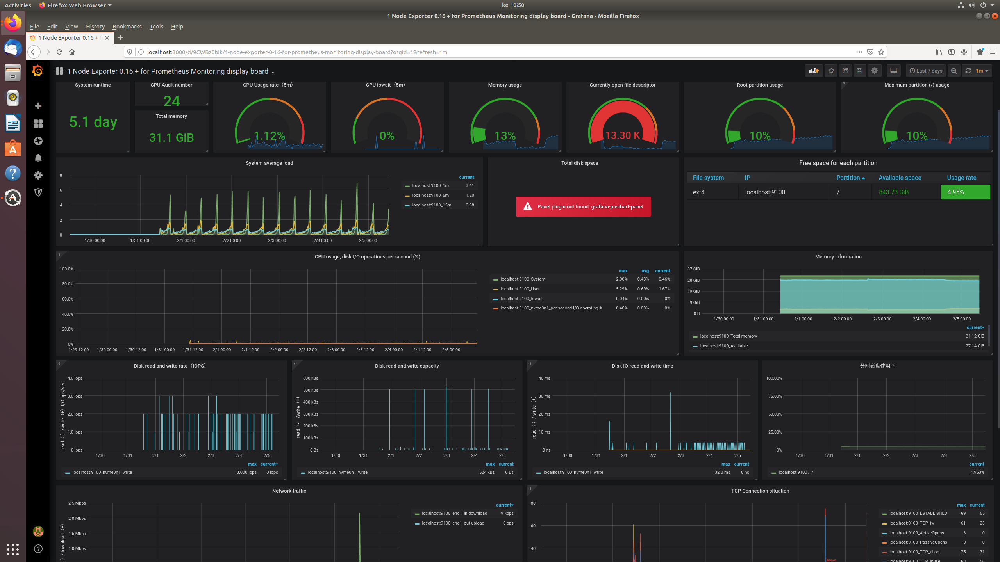 Activities
Firefox Web Browser
ke 10:50
1 Node Exporter 0.16 + for Prometheus Monitoring display board - Grafana - Mozilla Firefox
File Edit View History Bookmarks Tools Help
1 Node Exporter 0.16 +
localhost:3000/d/9CWBz0bik/1-node-exporter-0-16-for-prometheus-monitoring-display-board?orgId=1&refresh=1m
1 Node Exporter 0.16 + for Prometheus Monitoring display board
Last 7 days
1m
System runtime
5.1 day
CPU Audit number
24
Total memory
31.1 GiB
CPU Usage rate（5m）
1.12%
CPU iowait（5m）
0%
Memory usage
13%
Currently open file descriptor
13.30 K
Root partition usage
10%
Maximum partition (/) usage
10%
System average load
8
6
4
2
0
1/30 00:00 1/31 00:00 2/1 00:00 2/2 00:00 2/3 00:00 2/4 00:00 2/5 00:00
current
localhost:9100_1m 3.41
localhost:9100_5m 1.20
localhost:9100_15m 0.58
Total disk space
Panel plugin not found: grafana-piechart-panel
Free space for each partition
File system IP Partition Available space Usage rate
ext4 localhost:9100 / 843.73 GiB 4.95%
CPU usage, disk I/O operations per second (%)
100.0%
80.0%
60.0%
40.0%
20.0%
0%
1/29 12:00 1/30 00:00 1/30 12:00 1/31 00:00 1/31 12:00 2/1 00:00 2/1 12:00 2/2 00:00 2/2 12:00 2/3 00:00 2/3 12:00 2/4 00:00 2/4 12:00 2/5 00:00
max avg current
localhost:9100_System 2.00% 0.43% 0.46%
localhost:9100_User 5.29% 0.69% 1.67%
localhost:9100_Iowait 0.04% 0.00% 0%
localhost:9100_nvme0n1_per second I/O operating % 0.40% 0.00% 0%
Memory information
37 GiB
28 GiB
19 GiB
9 GiB
0 B
1/30 00:00 1/31 00:00 2/1 00:00 2/2 00:00 2/3 00:00 2/4 00:00 2/5 00:00
current
localhost:9100_Total memory 31.12 GiB
localhost:9100_Available 27.14 GiB
Disk read and write rate（IOPS）
read（-）/write（+）I/O ops/sec
4.0 iops
3.0 iops
2.0 iops
1.0 iops
0 iops
1/30 1/31 2/1 2/2 2/3 2/4 2/5
max current
localhost:9100_nvme0n1_write 3.000 iops 0 iops
Disk read and write capacity
read（-）/write（+）
600 kBs
500 kBs
400 kBs
300 kBs
200 kBs
100 kBs
0 Bs
1/30 1/31 2/1 2/2 2/3 2/4 2/5
max current
localhost:9100_nvme0n1_write 524 kBs 0 Bs
Disk IO read and write time
read（-）/ write（+）
40 ms
30 ms
20 ms
10 ms
0 ns
1/30 1/31 2/1 2/2 2/3 2/4 2/5
max current
localhost:9100_nvme0n1_write 32.0 ms 0 ns
分时磁盘使用率
100.00%
75.00%
50.00%
25.00%
0%
1/30 1/31 2/1 2/2 2/3 2/4 2/5
current
localhost:9100：/ 4.953%
Network traffic
/download（+）
2.5 Mbps
2.0 Mbps
1.5 Mbps
1.0 Mbps
current
localhost:9100_eno1_in download 9 kbps
localhost:9100_eno1_out upload 0 bps
TCP Connection situation
80
60
40
max current
localhost:9100_ESTABLISHED 69 65
localhost:9100_TCP_tw 61 23
localhost:9100_ActiveOpens 6 0
localhost:9100_PassiveOpens 0 0
localhost:9100_TCP_alloc 75 71
localhost:9100_TCP_inuse 68 56